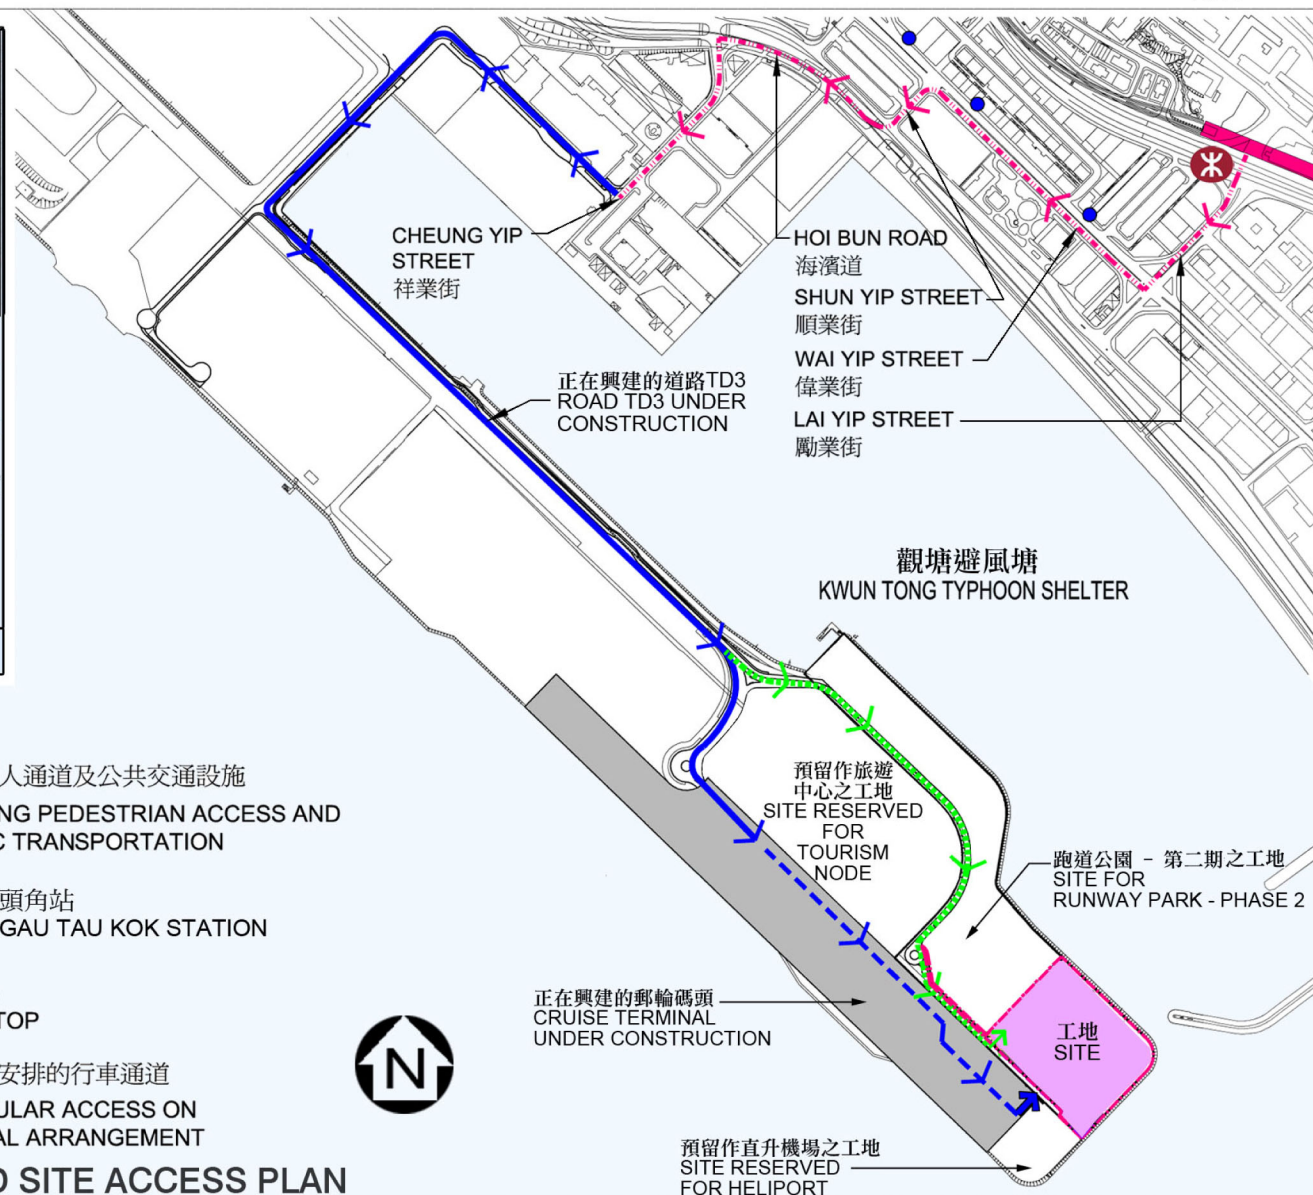 CHEUNG YIP
STREET
祥業街
HOI BUN ROAD
海濱道
SHUN YIP STREET
順業街
WAI YIP STREET
偉業街
LAI YIP STREET
勵業街
正在興建的道路TD3
ROAD TD3 UNDER
CONSTRUCTION
觀塘避風塘
KWUN TONG TYPHOON SHELTER
預留作旅遊
中心之工地
SITE RESERVED
FOR
TOURISM
NODE
跑道公園 - 第二期之工地
SITE FOR
RUNWAY PARK - PHASE 2
正在興建的郵輪碼頭
CRUISE TERMINAL
UNDER CONSTRUCTION
工地
SITE
預留作直升機場之工地
SITE RESERVED
FOR HELIPORT
人通道及公共交通設施
NG PEDESTRIAN ACCESS AND
C TRANSPORTATION
頭角站
GAU TAU KOK STATION
TOP
安排的行車通道
ULAR ACCESS ON
AL ARRANGEMENT
N
D SITE ACCESS PLAN